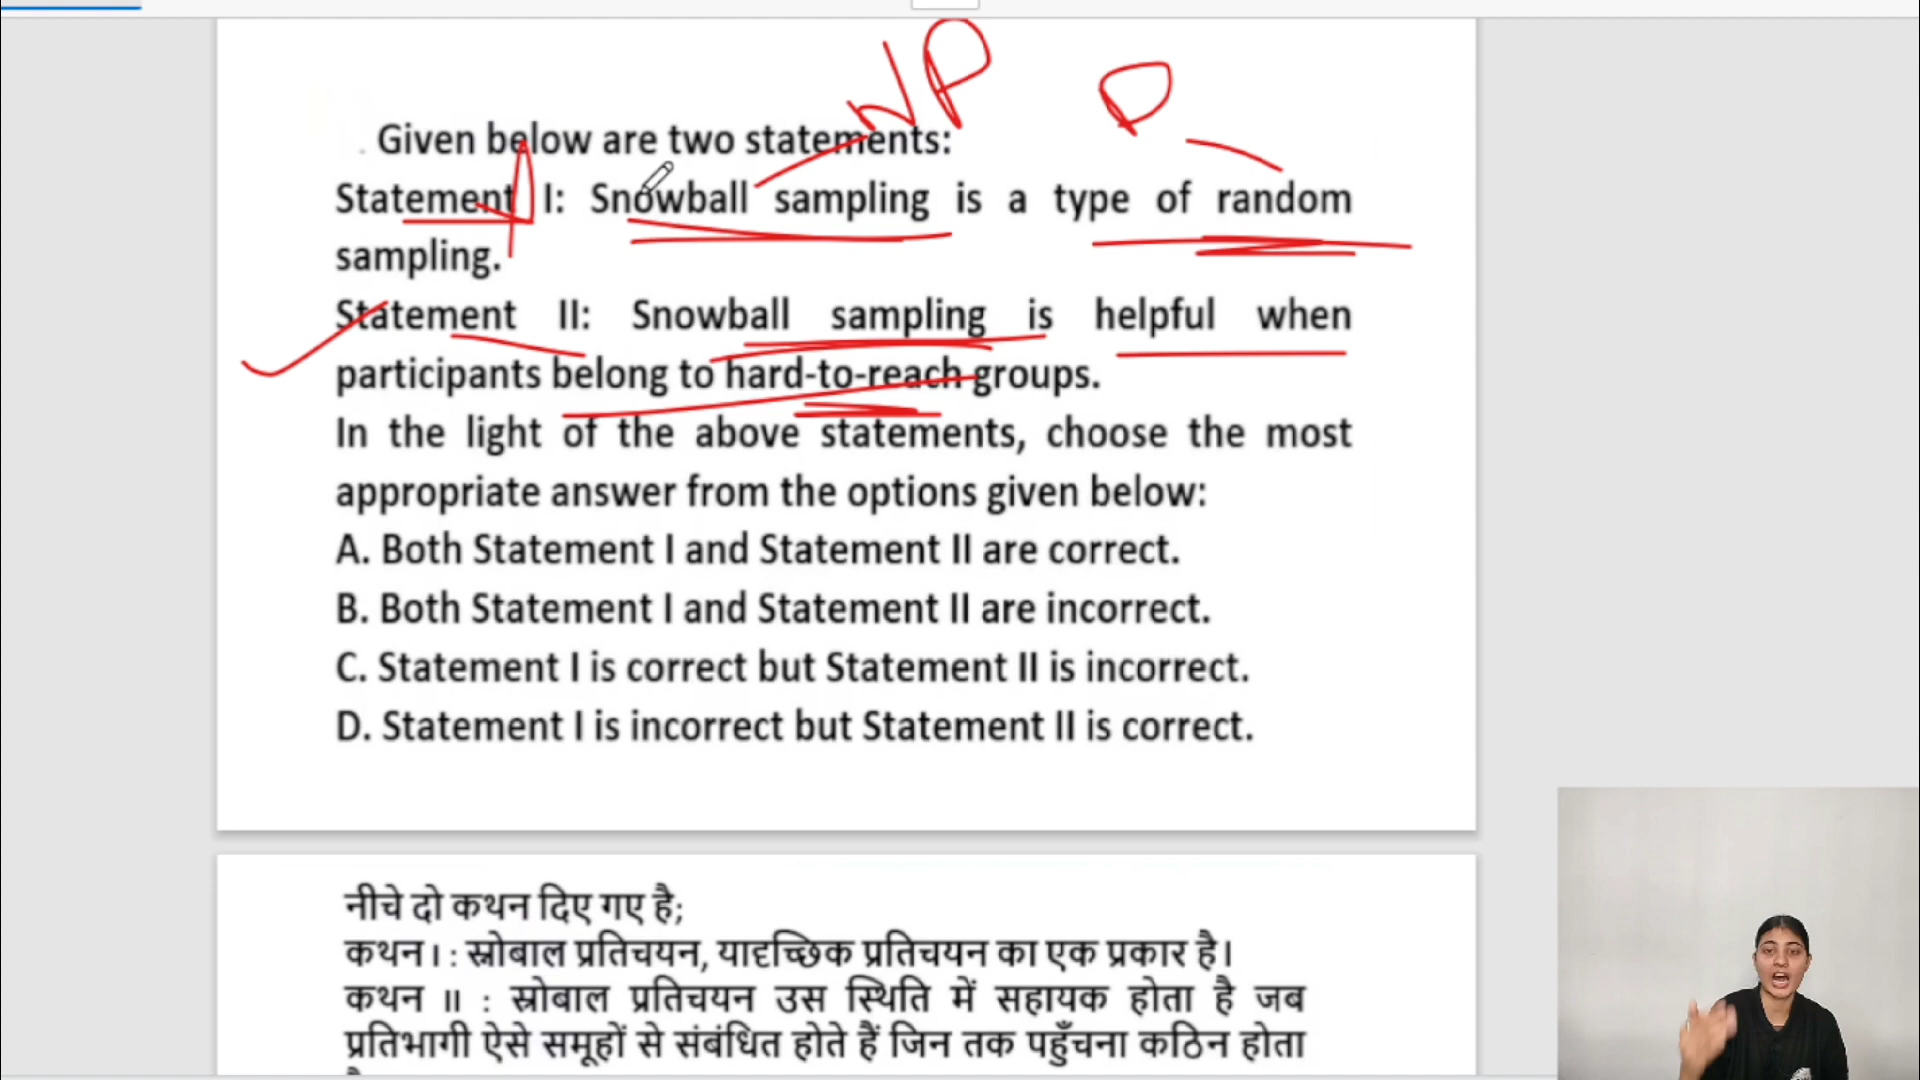 NP P
Given below are two statements:
Statement I: Snowball sampling is a type of random
sampling.
Statement II: Snowball sampling is helpful when
participants belong to hard-to-reach groups.
In the light of the above statements, choose the most
appropriate answer from the options given below:
A. Both Statement I and Statement II are correct.
B. Both Statement I and Statement II are incorrect.
C. Statement I is correct but Statement II is incorrect.
D. Statement I is incorrect but Statement II is correct.
नीचे दो कथन दिए गए है;
कथन। : स्नोबाल प्रतिचयन, यादृच्छिक प्रतिचयन का एक प्रकार है।
कथन ॥ : स्नोबाल प्रतिचयन उस स्थिति में सहायक होता है जब
प्रतिभागी ऐसे समूहों से संबंधित होते हैं जिन तक पहुँचना कठिन होता